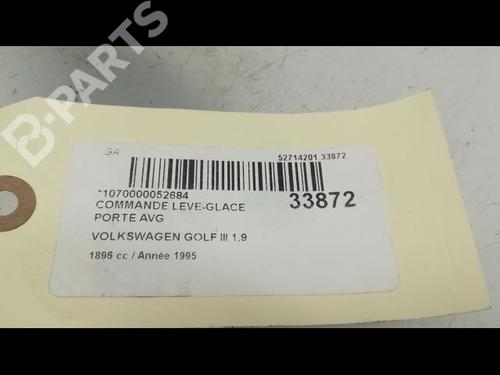 B-PARTS
GA
52714201 33872
*1070000052684
COMMANDE LEVE-GLACE
33872
PORTE AVG
VOLKSWAGEN GOLF III 1.9
1896 cc / Année 1995